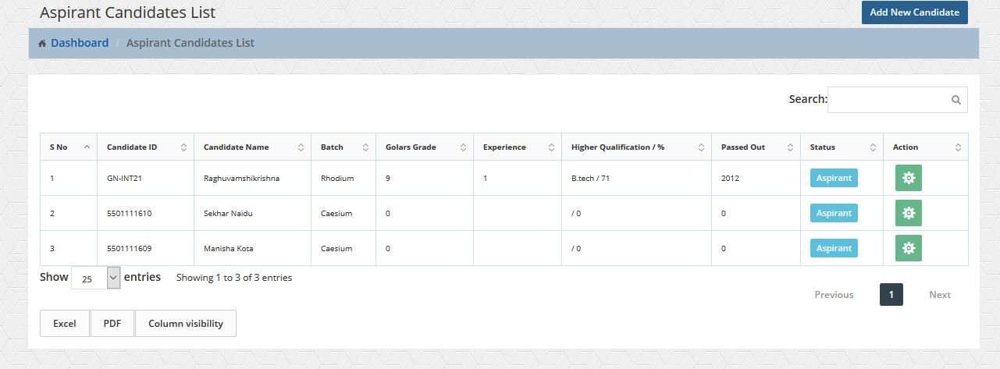 Aspirant Candidates List
Add New Candidate
Dashboard / Aspirant Candidates List
Search:
S No Candidate ID Candidate Name Batch Golars Grade Experience Higher Qualification / % Passed Out Status Action
1 GN-INT21 Raghuvamshikrishna Rhodium 9 1 B.tech / 71 2012 Aspirant
2 5501111610 Sekhar Naidu Caesium 0 / 0 0 Aspirant
3 5501111609 Manisha Kota Caesium 0 / 0 0 Aspirant
Show 25 entries Showing 1 to 3 of 3 entries
Previous 1 Next
Excel PDF Column visibility